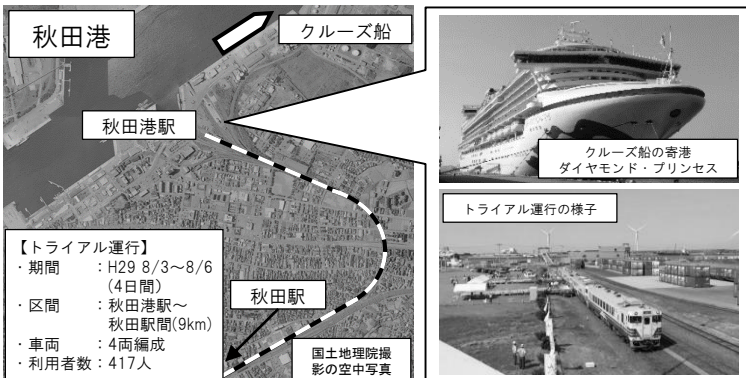 秋田港
クルーズ船
秋田港駅
秋田駅
【トライアル運行】
・期間　：H29 8/3～8/6
(4日間)
・区間　：秋田港駅～
秋田駅間(9km)
・車両　：4両編成
・利用者数：417人
国土地理院撮
影の空中写真
クルーズ船の寄港
ダイヤモンド・プリンセス
トライアル運行の様子